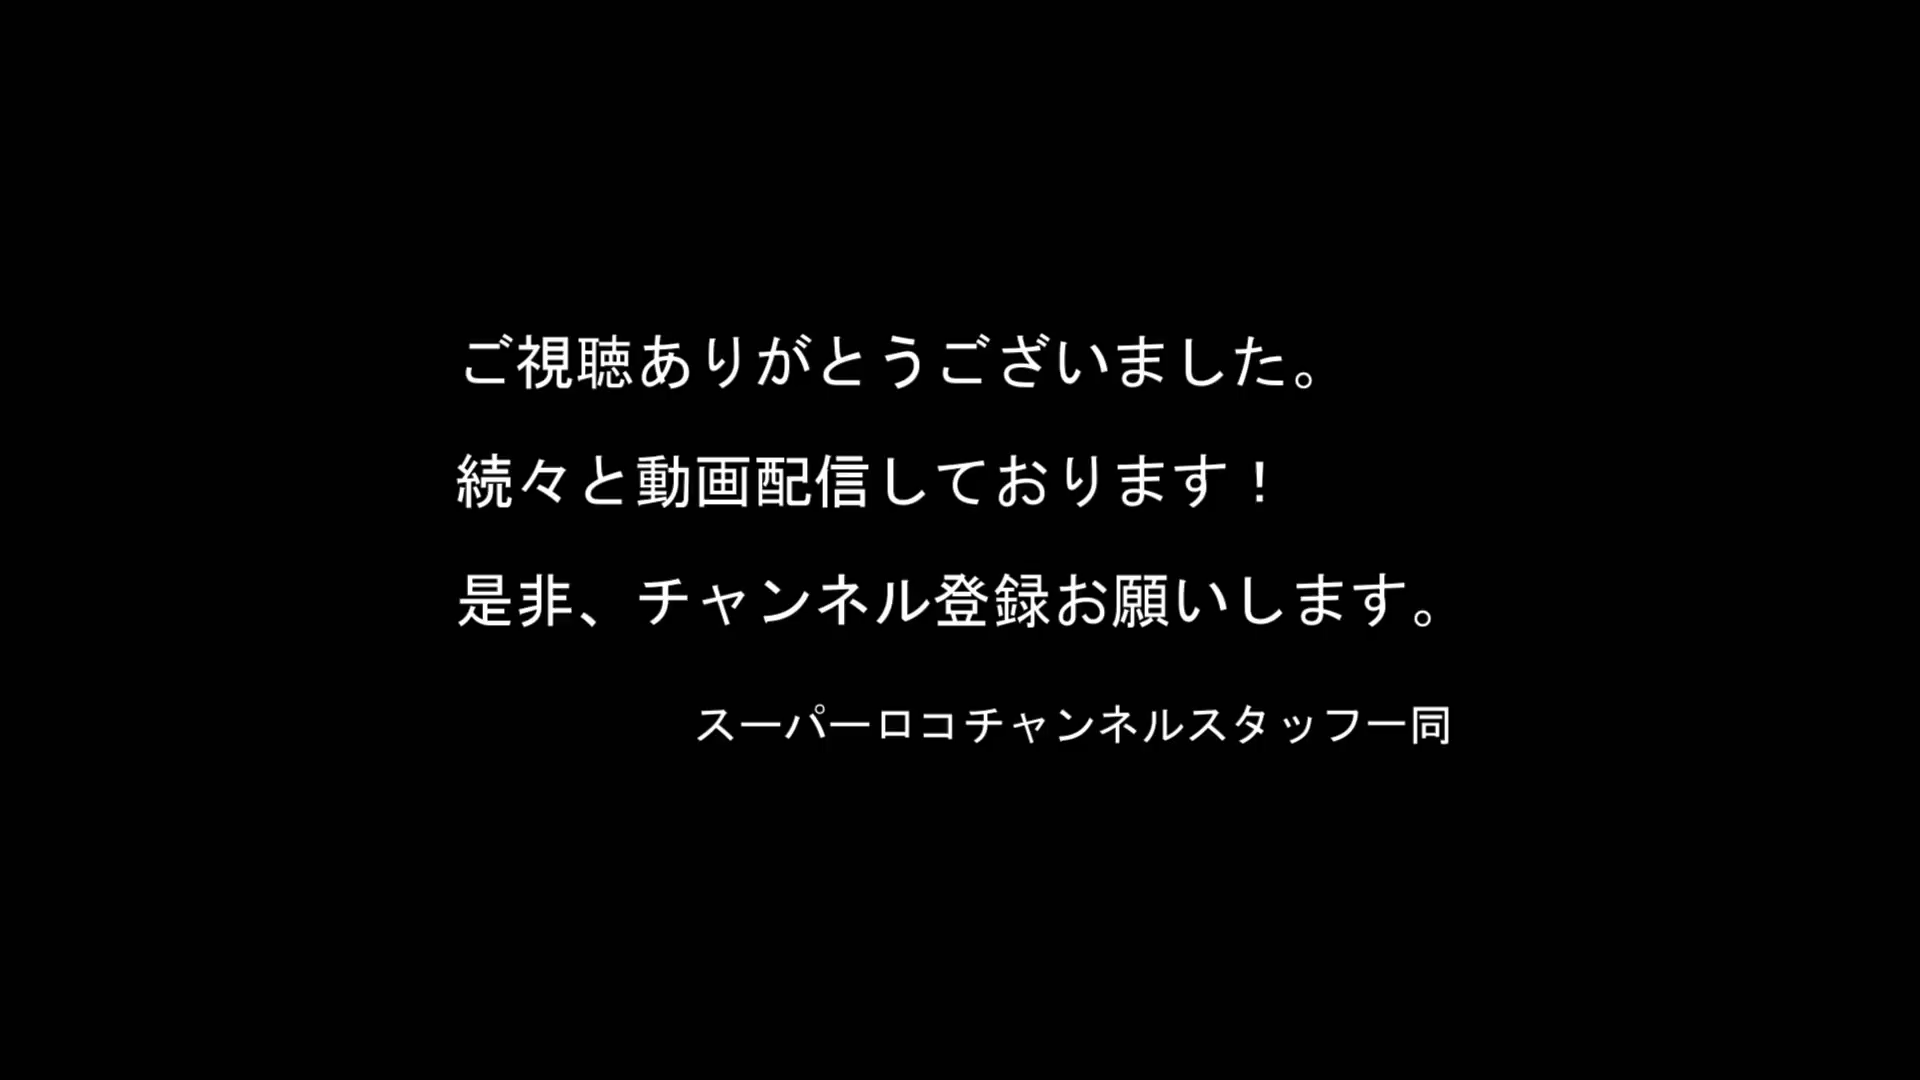 ご視聴ありがとうございました。
続々と動画配信しております！
是非、チャンネル登録お願いします。
スーパーロコチャンネルスタッフ一同